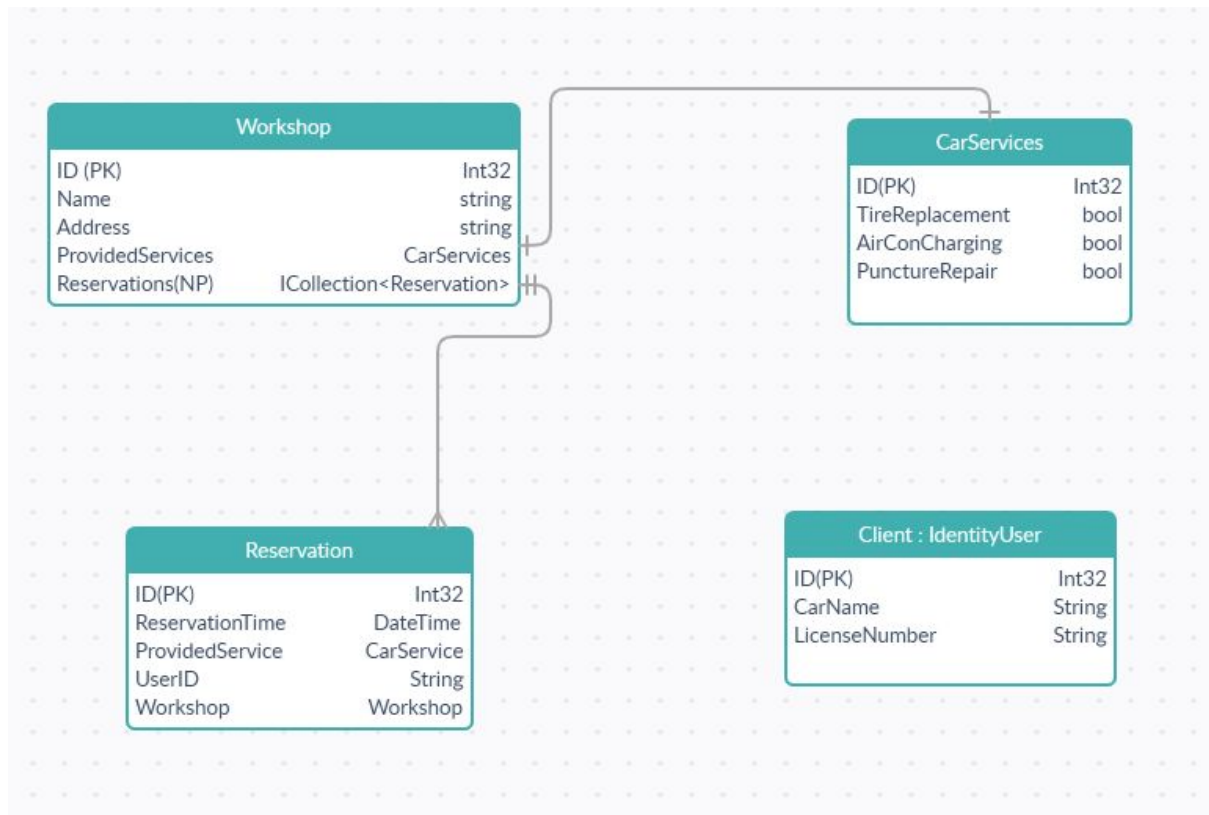 Workshop
ID (PK) Int32
Name string
Address string
ProvidedServices CarServices
Reservations(NP) ICollection<Reservation>
CarServices
ID(PK) Int32
TireReplacement bool
AirConCharging bool
PunctureRepair bool
Reservation
ID(PK) Int32
ReservationTime DateTime
ProvidedService CarService
UserID String
Workshop Workshop
Client : IdentityUser
ID(PK) Int32
CarName String
LicenseNumber String